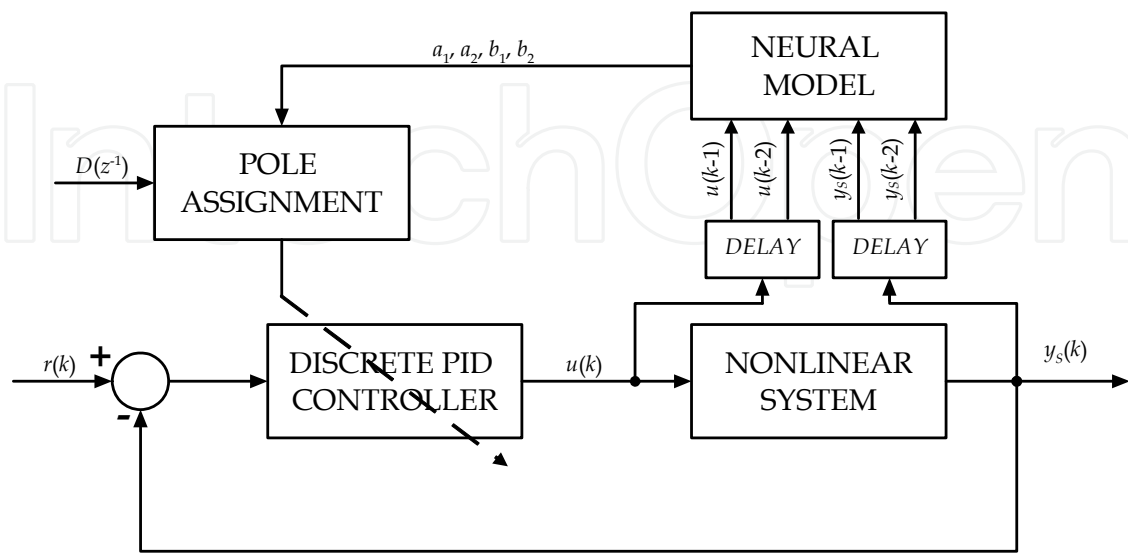 NEURAL
MODEL
a₁, a₂, b₁, b₂
IntechOpen
POLE
ASSIGNMENT
D(z⁻¹)
u(k-1)
u(k-2)
yₛ(k-1)
yₛ(k-2)
DELAY
DELAY
r(k)
+
-
DISCRETE PID
CONTROLLER
u(k)
NONLINEAR
SYSTEM
yₛ(k)